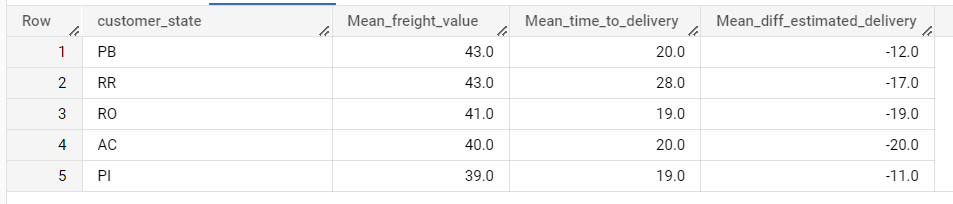 Row customer_state Mean_freight_value Mean_time_to_delivery Mean_diff_estimated_delivery
1 PB 43.0 20.0 -12.0
2 RR 43.0 28.0 -17.0
3 RO 41.0 19.0 -19.0
4 AC 40.0 20.0 -20.0
5 PI 39.0 19.0 -11.0